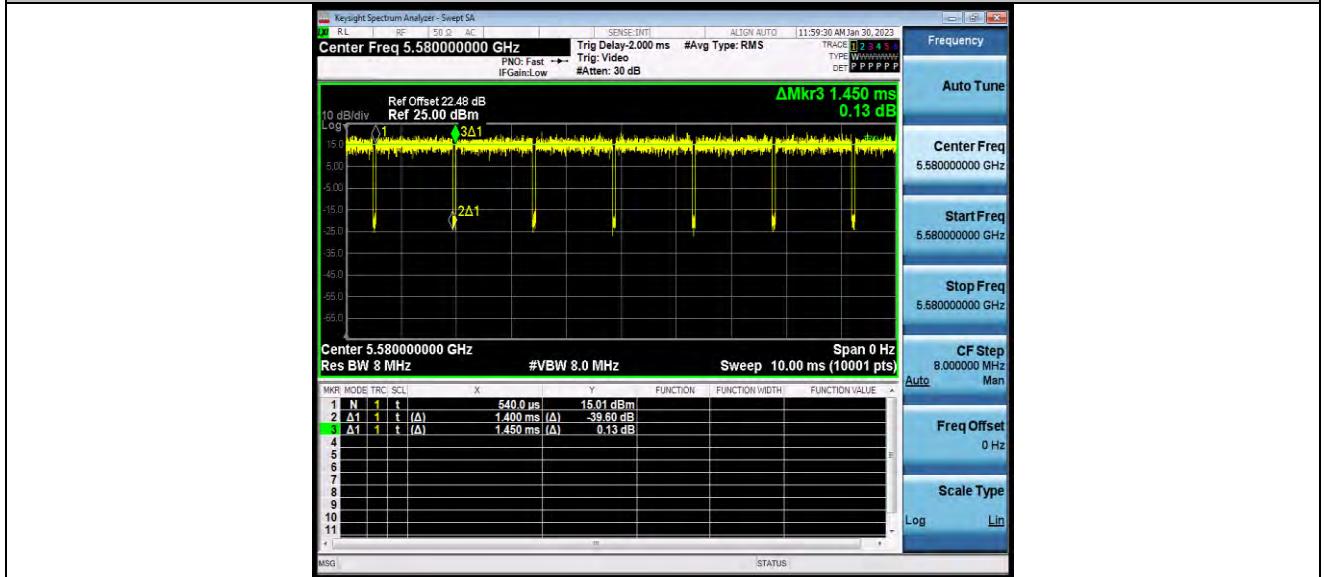 Keysight Spectrum Analyzer - Swept SA
RL RF 50 Ω AC SENSE:INT ALIGN AUTO 11:59:30 AM Jan 30, 2023
Center Freq 5.580000000 GHz Trig Delay-2.000 ms #Avg Type: RMS TRACE 1 2 3 4 5 6
PNO: Fast Trig: Video TYPE WWWWWW
IFGain:Low #Atten: 30 dB DET P P P P P P
ΔMkr3 1.450 ms
0.13 dB
Ref Offset 22.48 dB
10 dB/div Ref 25.00 dBm
Log
1 3Δ1
15.0
5.00
-5.00
-15.0
2Δ1
-25.0
-35.0
-45.0
-55.0
-65.0
Center 5.580000000 GHz Span 0 Hz
Res BW 8 MHz #VBW 8.0 MHz Sweep 10.00 ms (10001 pts)
MKR MODE TRC SCL X Y FUNCTION FUNCTION WIDTH FUNCTION VALUE
1 N 1 t 540.0 µs 15.01 dBm
2 Δ1 1 t (Δ) 1.400 ms (Δ) -39.60 dB
3 Δ1 1 t (Δ) 1.450 ms (Δ) 0.13 dB
4
5
6
7
8
9
10
11
MSG STATUS
Frequency
Auto Tune
Center Freq
5.580000000 GHz
Start Freq
5.580000000 GHz
Stop Freq
5.580000000 GHz
CF Step
8.000000 MHz
Auto Man
Freq Offset
0 Hz
Scale Type
Log Lin